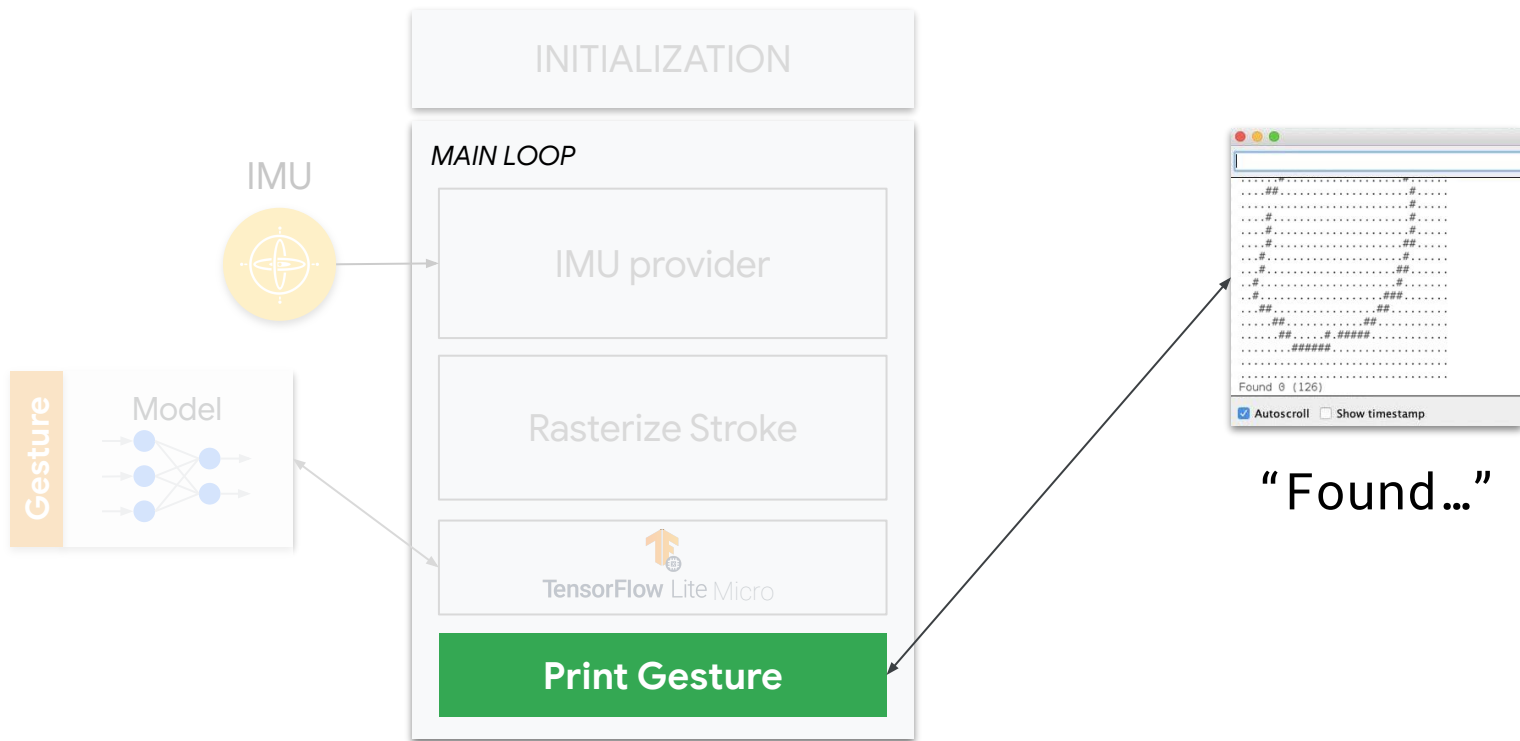 INITIALIZATION
MAIN LOOP
IMU
IMU provider
Gesture
Model
Rasterize Stroke
TensorFlow Lite Micro
Print Gesture
Found 0 (126)
Autoscroll
Show timestamp
“Found…”